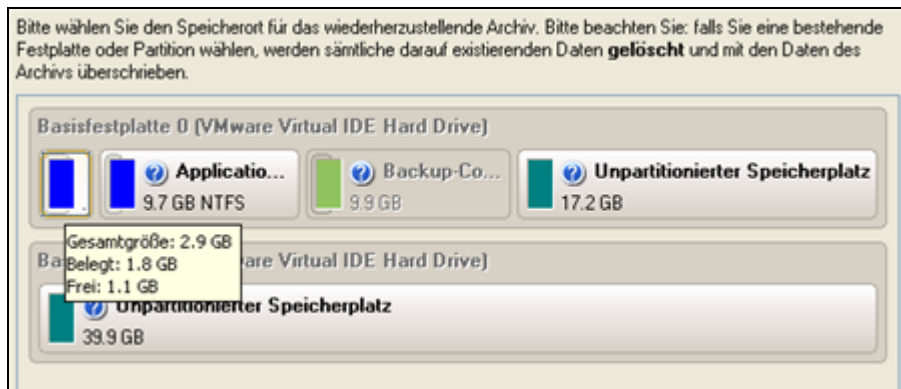 Bitte wählen Sie den Speicherort für das wiederherzustellende Archiv. Bitte beachten Sie: falls Sie eine bestehende
Festplatte oder Partition wählen, werden sämtliche darauf existierenden Daten gelöscht und mit den Daten des
Archivs überschrieben.
Basisfestplatte 0 (VMware Virtual IDE Hard Drive)
Applicatio...
9.7 GB NTFS
Backup-Co...
9.9 GB
Unpartitionierter Speicherplatz
17.2 GB
Gesamtgröße: 2.9 GB
Belegt: 1.8 GB
Frei: 1.1 GB
Ba
ware Virtual IDE Hard Drive)
Unpartitionierter Speicherplatz
39.9 GB